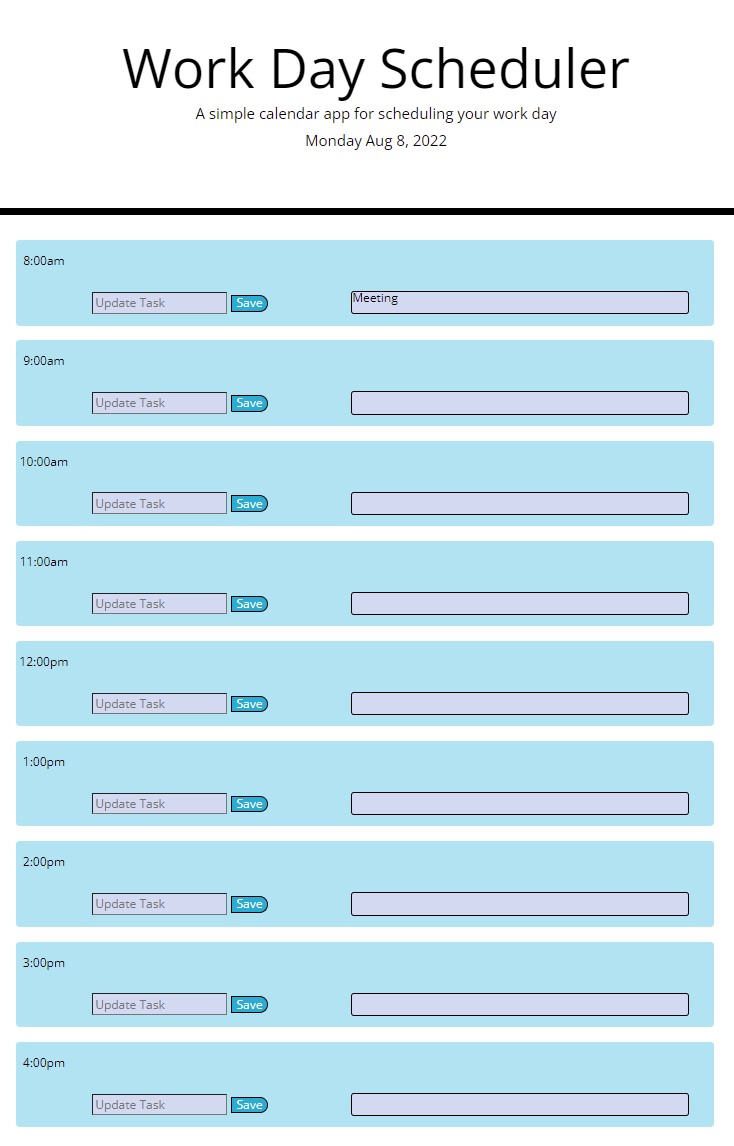 Work Day Scheduler
A simple calendar app for scheduling your work day
Monday Aug 8, 2022
8:00am
Update Task Save Meeting
9:00am
Update Task Save
10:00am
Update Task Save
11:00am
Update Task Save
12:00pm
Update Task Save
1:00pm
Update Task Save
2:00pm
Update Task Save
3:00pm
Update Task Save
4:00pm
Update Task Save